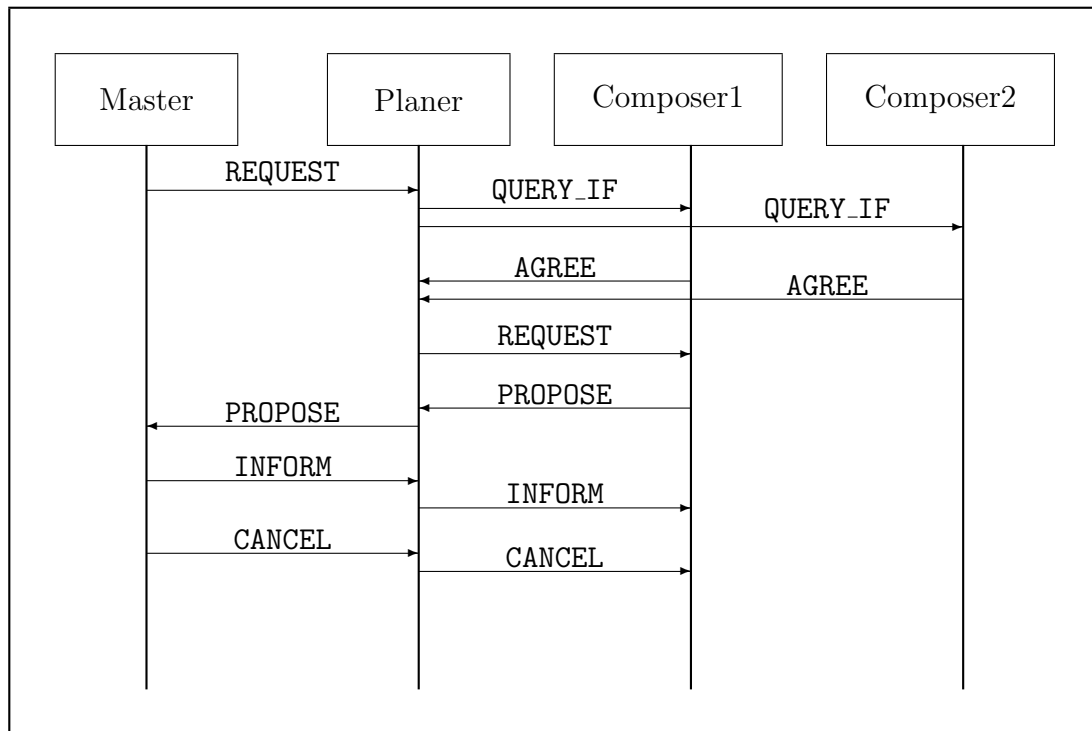 Master
Planer
Composer1
Composer2
REQUEST
QUERY_IF
QUERY_IF
AGREE
AGREE
REQUEST
PROPOSE
PROPOSE
INFORM
INFORM
CANCEL
CANCEL